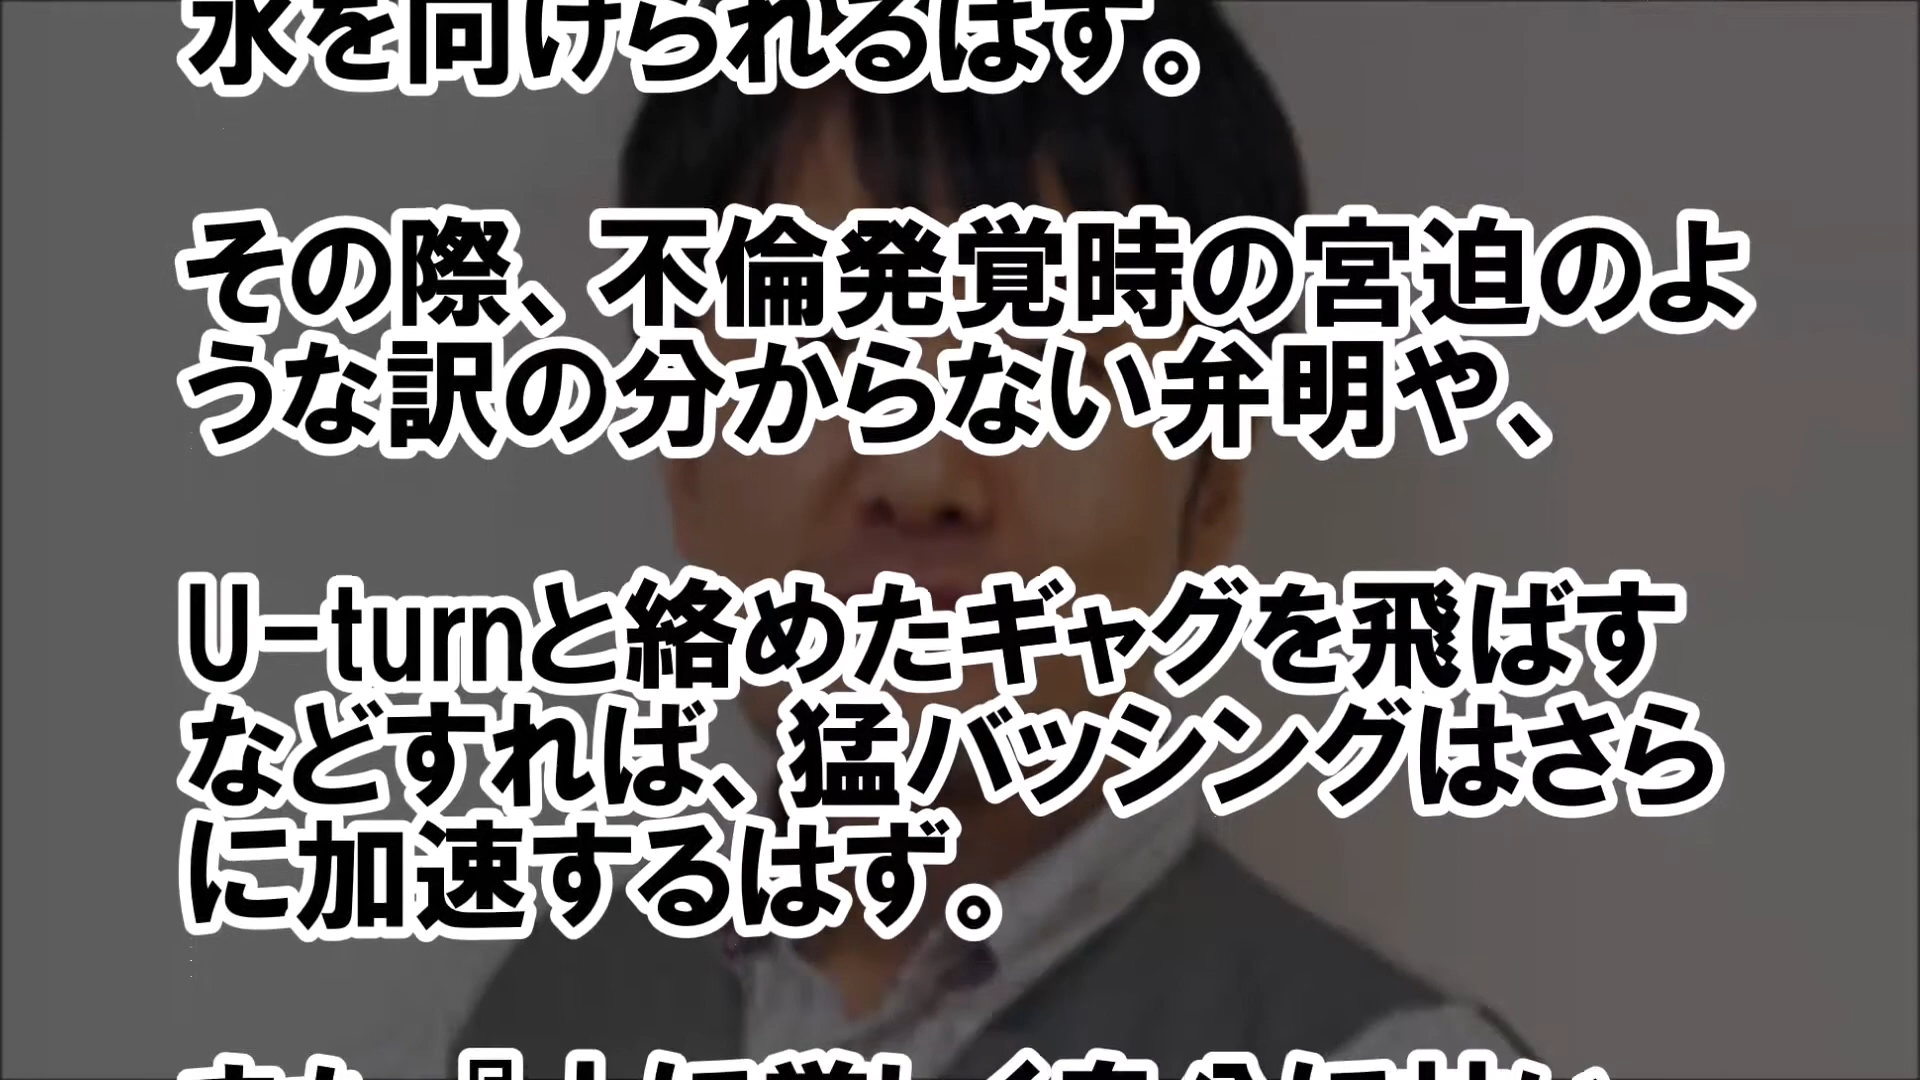 水を向けられるはず。
その際、不倫発覚時の宮迫のよ
うな訳の分からない弁明や、
U-turnと絡めたギャグを飛ばす
などすれば、猛バッシングはさら
に加速するはず。